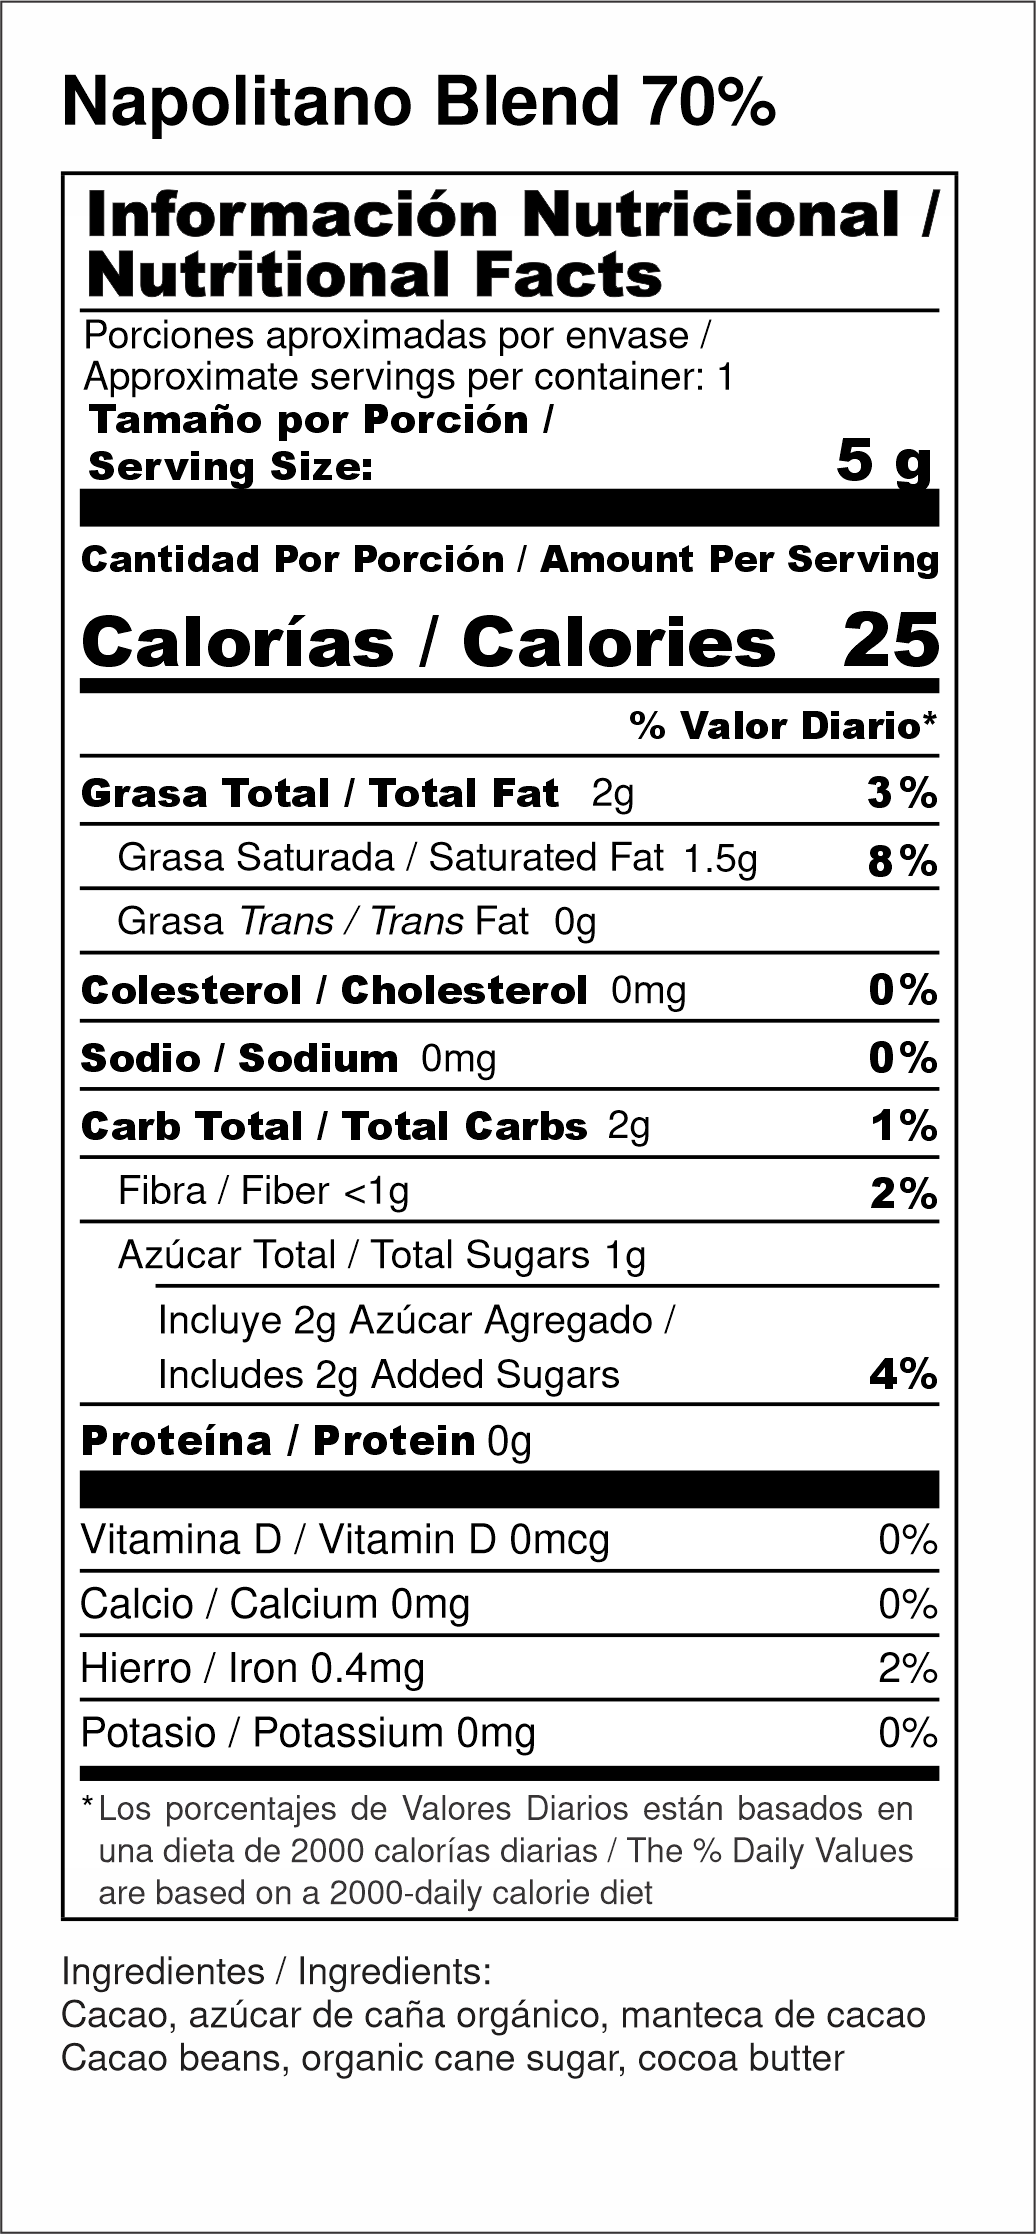 Napolitano Blend 70%
Información Nutricional /
Nutritional Facts
Porciones aproximadas por envase /
Approximate servings per container: 1
Tamaño por Porción /
Serving Size: 5 g
Cantidad Por Porción / Amount Per Serving
Calorías / Calories 25
% Valor Diario*
Grasa Total / Total Fat 2g 3%
Grasa Saturada / Saturated Fat 1.5g 8%
Grasa Trans / Trans Fat 0g
Colesterol / Cholesterol 0mg 0%
Sodio / Sodium 0mg 0%
Carb Total / Total Carbs 2g 1%
Fibra / Fiber <1g 2%
Azúcar Total / Total Sugars 1g
Incluye 2g Azúcar Agregado /
Includes 2g Added Sugars 4%
Proteína / Protein 0g
Vitamina D / Vitamin D 0mcg 0%
Calcio / Calcium 0mg 0%
Hierro / Iron 0.4mg 2%
Potasio / Potassium 0mg 0%
*Los porcentajes de Valores Diarios están basados en
una dieta de 2000 calorías diarias / The % Daily Values
are based on a 2000-daily calorie diet
Ingredientes / Ingredients:
Cacao, azúcar de caña orgánico, manteca de cacao
Cacao beans, organic cane sugar, cocoa butter